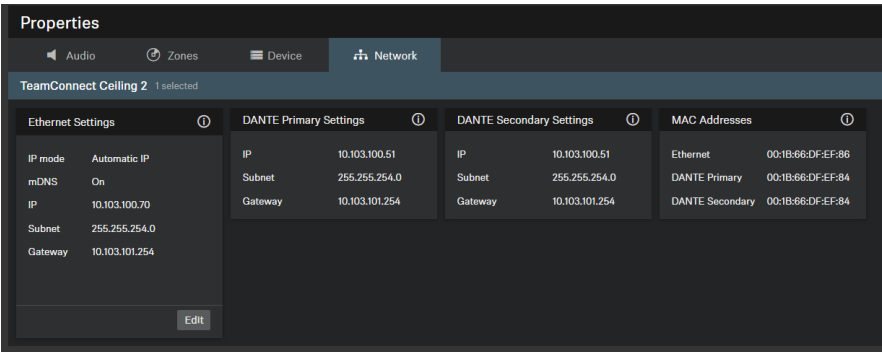 Properties
Audio Zones Device Network
TeamConnect Ceiling 2 1 selected
Ethernet Settings
IP mode Automatic IP
mDNS On
IP 10.103.100.70
Subnet 255.255.254.0
Gateway 10.103.101.254
Edit
DANTE Primary Settings
IP 10.103.100.51
Subnet 255.255.254.0
Gateway 10.103.101.254
DANTE Secondary Settings
IP 10.103.100.51
Subnet 255.255.254.0
Gateway 10.103.101.254
MAC Addresses
Ethernet 00:1B:66:DF:EF:86
DANTE Primary 00:1B:66:DF:EF:84
DANTE Secondary 00:1B:66:DF:EF:84